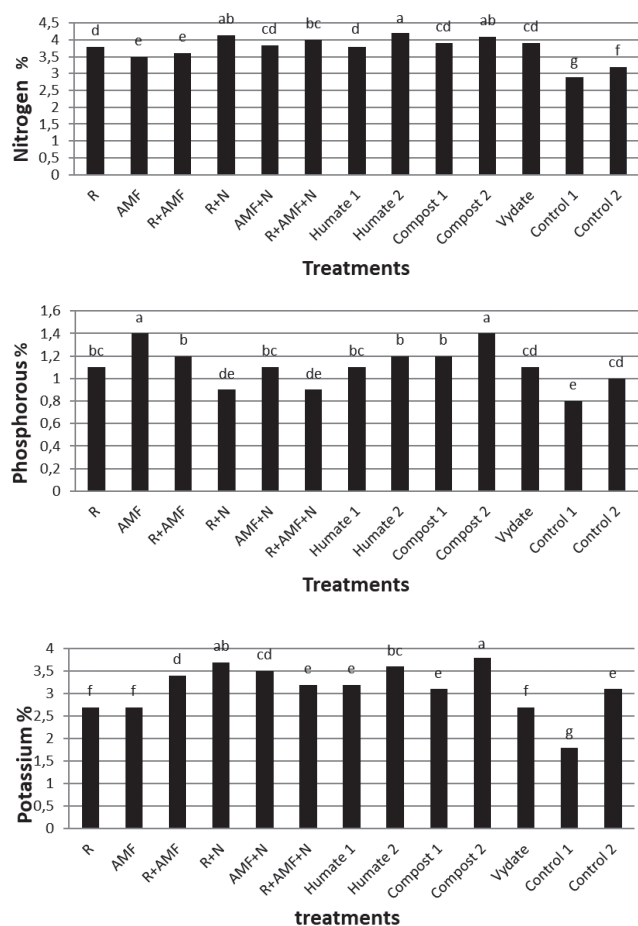 Nitrogen %
4,5
4
3,5
3
2,5
2
1,5
1
0,5
0
d e e ab cd bc d a cd ab cd g f
R AMF R+AMF R+N AMF+N R+AMF+N Humate 1 Humate 2 Compost 1 Compost 2 Vydate Control 1 Control 2
Treatments
Phosphorous %
1,6
1,4
1,2
1
0,8
0,6
0,4
0,2
0
bc a b de bc de bc b b a cd e cd
R AMF R+AMF R+N AMF+N R+AMF+N Humate 1 Humate 2 Compost 1 Compost 2 Vydate Control 1 Control 2
Treatments
Potassium %
4
3,5
3
2,5
2
1,5
1
0,5
0
f f d ab cd e e bc e a f g e
R AMF R+AMF R+N AMF+N R+AMF+N Humate 1 Humate 2 Compost 1 Compost 2 Vydate Control 1 Control 2
treatments